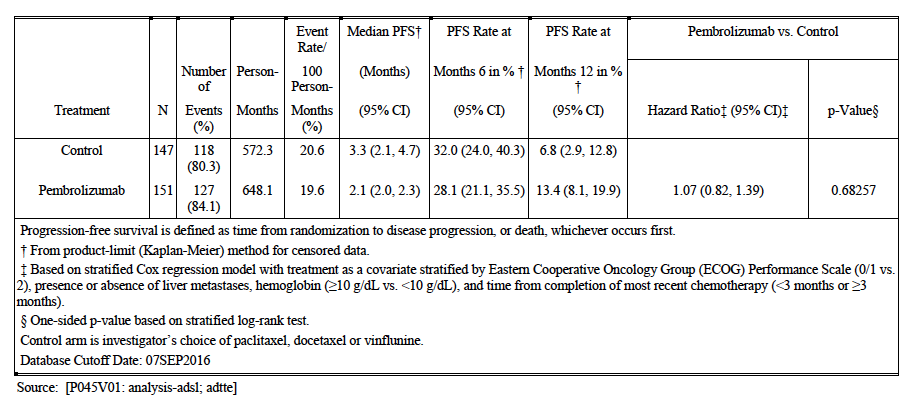 Treatment N Number of Events (%) Person-Months Event Rate/ 100 Person-Months (%) Median PFS† (Months) (95% CI) PFS Rate at Months 6 in % † (95% CI) PFS Rate at Months 12 in % † (95% CI) Pembrolizumab vs. Control
Hazard Ratio‡ (95% CI)‡ p-Value§
Control 147 118 (80.3) 572.3 20.6 3.3 (2.1, 4.7) 32.0 (24.0, 40.3) 6.8 (2.9, 12.8)
Pembrolizumab 151 127 (84.1) 648.1 19.6 2.1 (2.0, 2.3) 28.1 (21.1, 35.5) 13.4 (8.1, 19.9) 1.07 (0.82, 1.39) 0.68257
Progression-free survival is defined as time from randomization to disease progression, or death, whichever occurs first.
† From product-limit (Kaplan-Meier) method for censored data.
‡ Based on stratified Cox regression model with treatment as a covariate stratified by Eastern Cooperative Oncology Group (ECOG) Performance Scale (0/1 vs.
2), presence or absence of liver metastases, hemoglobin (≥10 g/dL vs. <10 g/dL), and time from completion of most recent chemotherapy (<3 months or ≥3
months).
§ One-sided p-value based on stratified log-rank test.
Control arm is investigator's choice of paclitaxel, docetaxel or vinflunine.
Database Cutoff Date: 07SEP2016
Source: [P045V01: analysis-adsl; adtte]